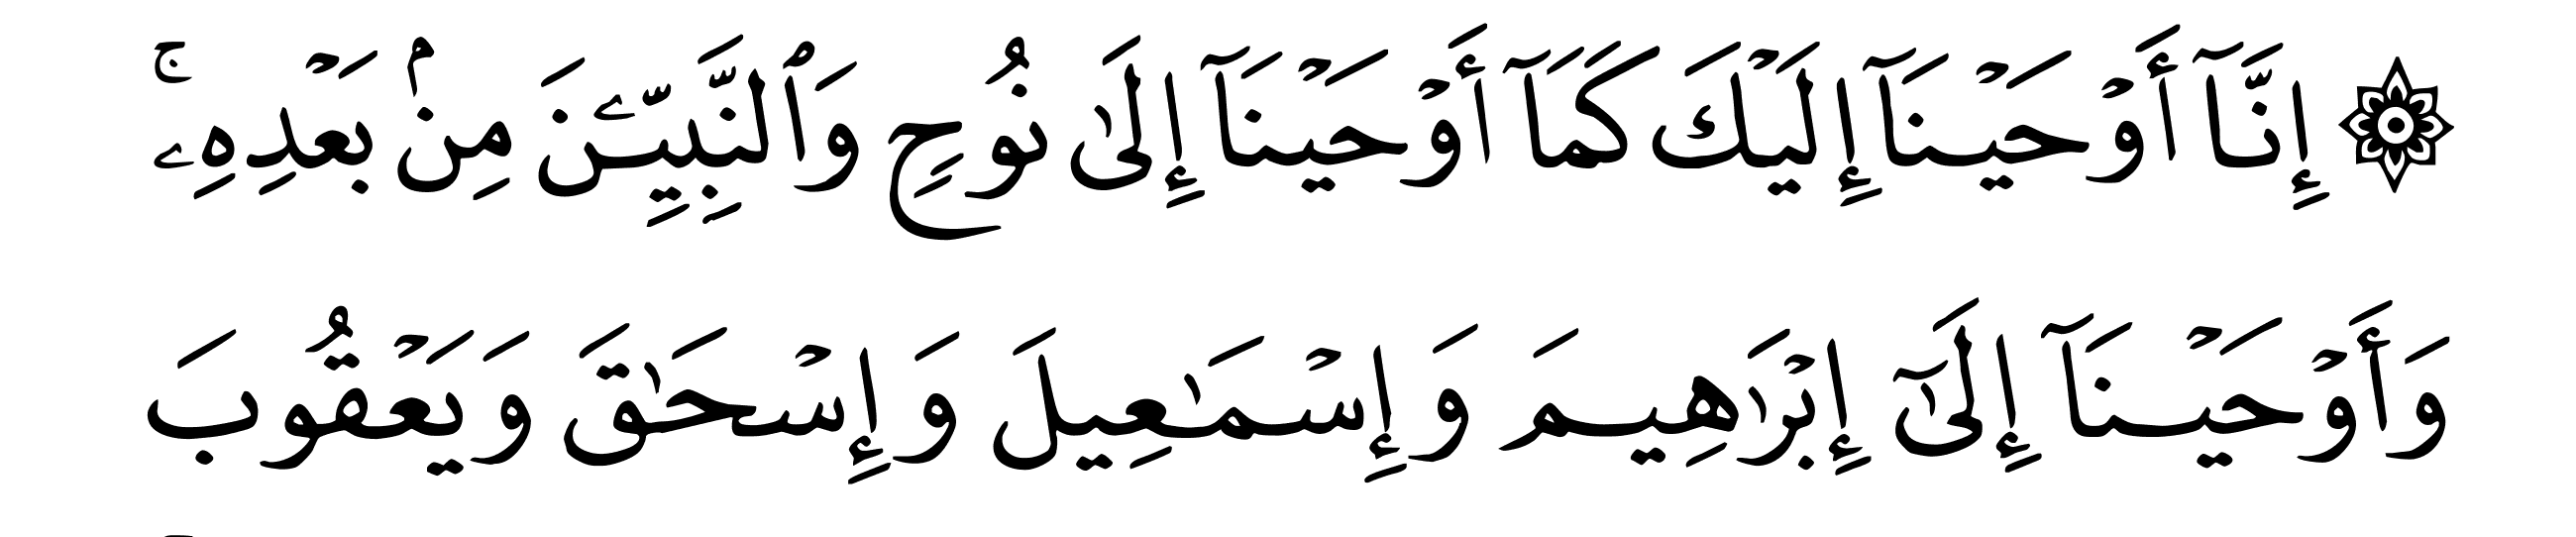 ۞ إِنَّآ أَوۡحَيۡنَآ إِلَيۡكَ كَمَآ أَوۡحَيۡنَآ إِلَىٰ نُوحٖ وَٱلنَّبِيِّـۧنَ مِنۢ بَعۡدِهِۦۚ
وَأَوۡحَيۡنَآ إِلَىٰٓ إِبۡرَٰهِيمَ وَإِسۡمَٰعِيلَ وَإِسۡحَٰقَ وَيَعۡقُوبَ